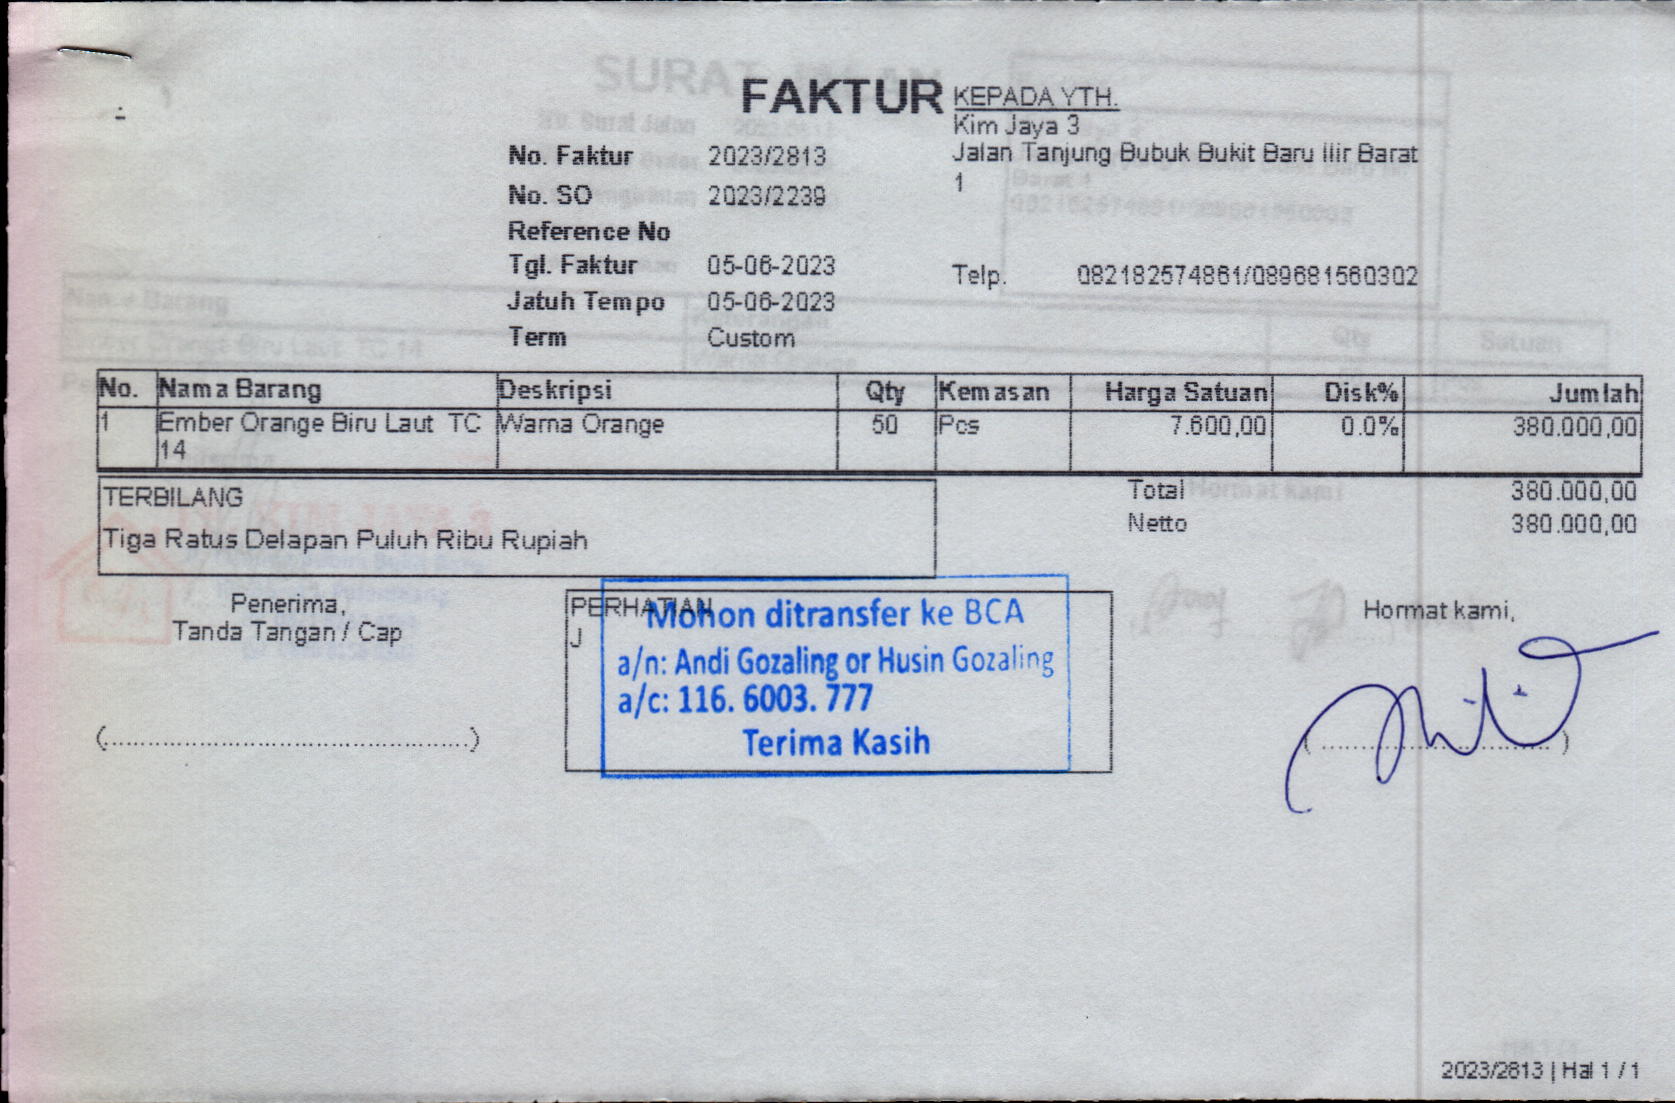 FAKTUR
No. Faktur 2023/2813
No. SO 2023/2239
Reference No
Tgl. Faktur 05-06-2023
Jatuh Tempo 05-06-2023
Term Custom
KEPADA YTH.
Kim Jaya 3
Jalan Tanjung Bubuk Bukit Baru Ilir Barat
1
Telp. 082182574861/089681560302
No. Nama Barang Deskripsi Qty Kemasan Harga Satuan Disk% Jumlah
1 Ember Orange Biru Laut TC Warna Orange 50 Pcs 7.600,00 0.0% 380.000,00
14
Total 380.000,00
Netto 380.000,00
TERBILANG
Tiga Ratus Delapan Puluh Ribu Rupiah
Penerima,
Tanda Tangan / Cap
(................................................)
PERHATIAN
J
Mohon ditransfer ke BCA
a/n: Andi Gozaling or Husin Gozaling
a/c: 116. 6003. 777
Terima Kasih
Hormat kami,
(................................)
2023/2813 | Hal 1 / 1